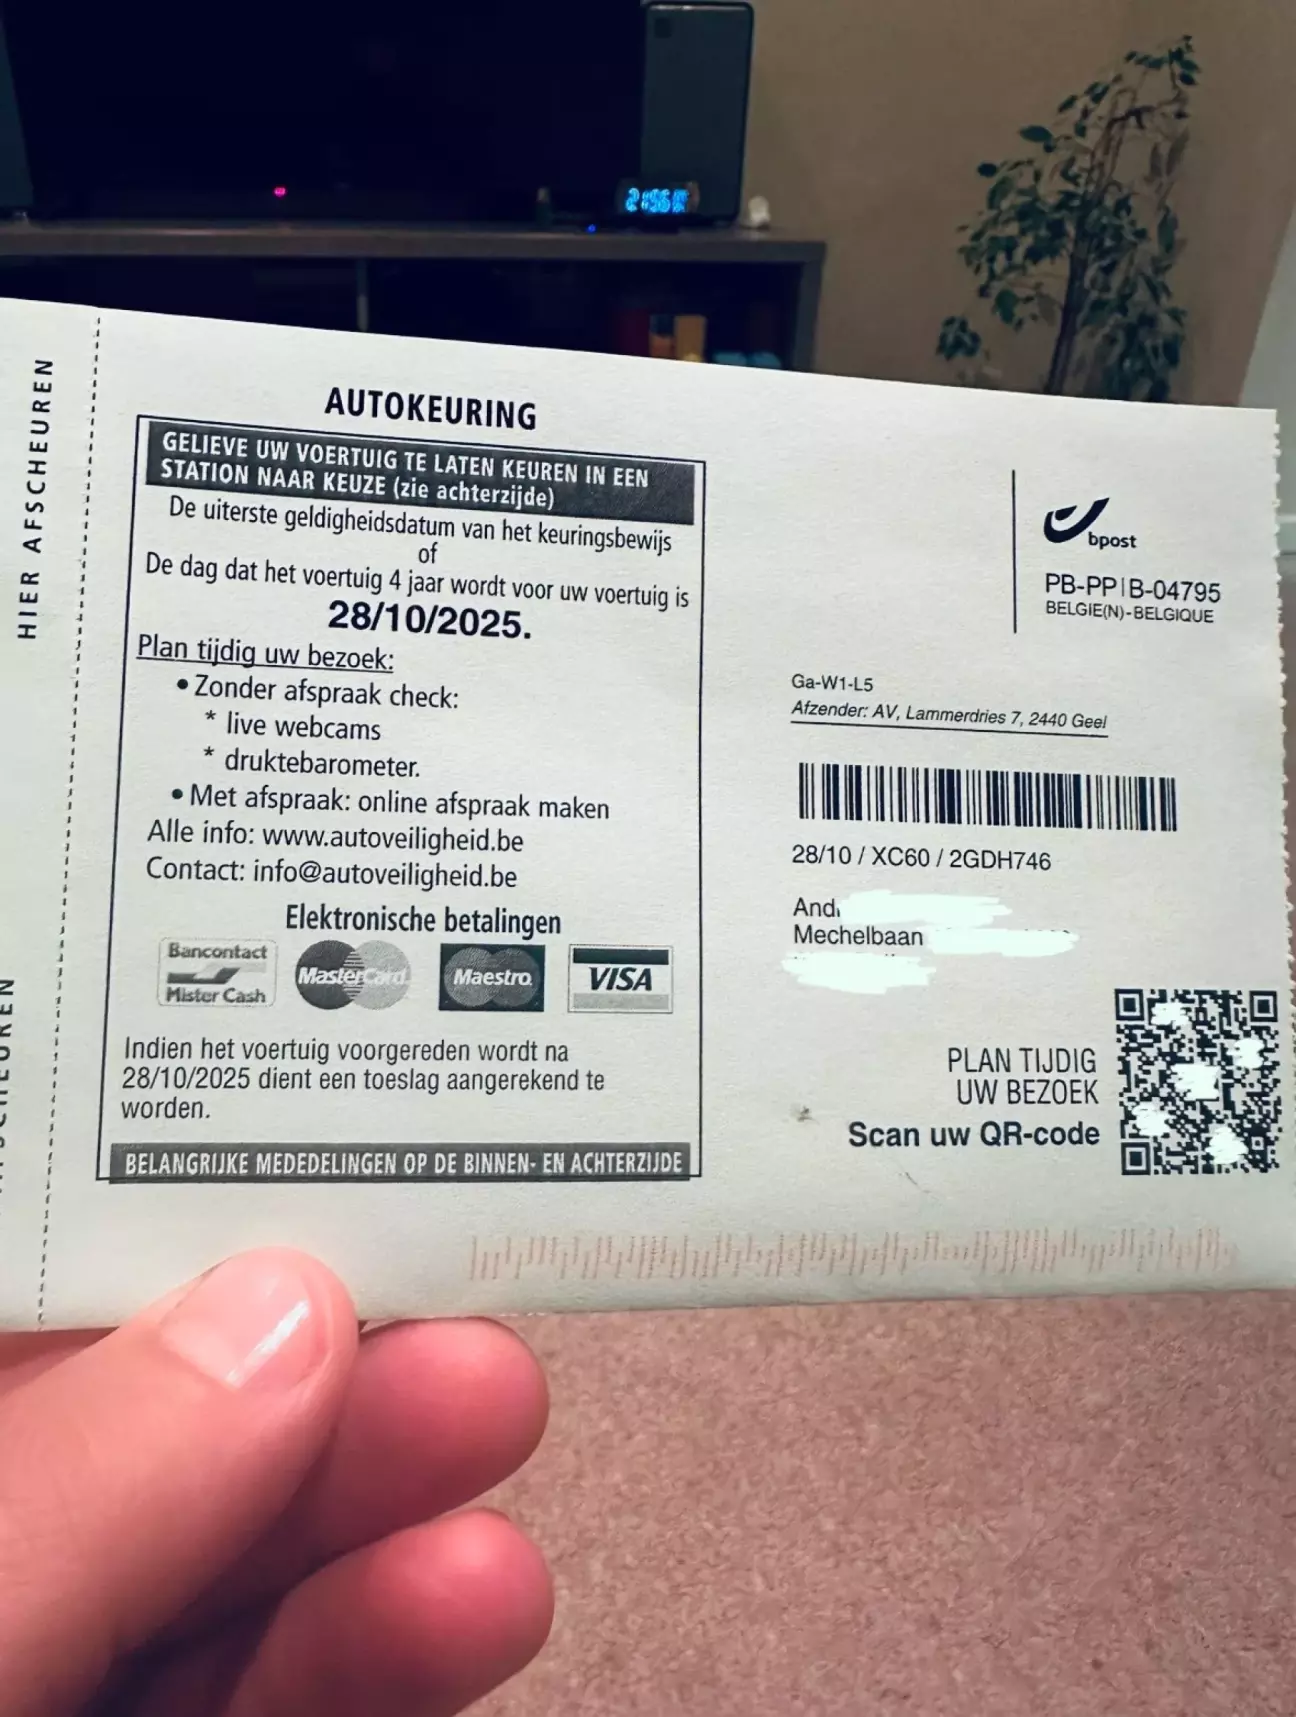 HIER AFSCHEUREN
AUTOKEURING
GELIEVE UW VOERTUIG TE LATEN KEUREN IN EEN
STATION NAAR KEUZE (zie achterzijde)
De uiterste geldigheidsdatum van het keuringsbewijs
of
De dag dat het voertuig 4 jaar wordt voor uw voertuig is
28/10/2025.
Plan tijdig uw bezoek:
• Zonder afspraak check:
* live webcams
* druktebarometer.
• Met afspraak: online afspraak maken
Alle info: www.autoveiligheid.be
Contact: info@autoveiligheid.be
Elektronische betalingen
Bancontact
Mister Cash
MasterCard
Maestro
VISA
Indien het voertuig voorgereden wordt na
28/10/2025 dient een toeslag aangerekend te
worden.
BELANGRIJKE MEDEDELINGEN OP DE BINNEN- EN ACHTERZIJDE
bpost
PB-PP|B-04795
BELGIE(N)-BELGIQUE
Ga-W1-L5
Afzender: AV, Lammerdries 7, 2440 Geel
28/10 / XC60 / 2GDH746
And
Mechelbaan
PLAN TIJDIG
UW BEZOEK
Scan uw QR-code